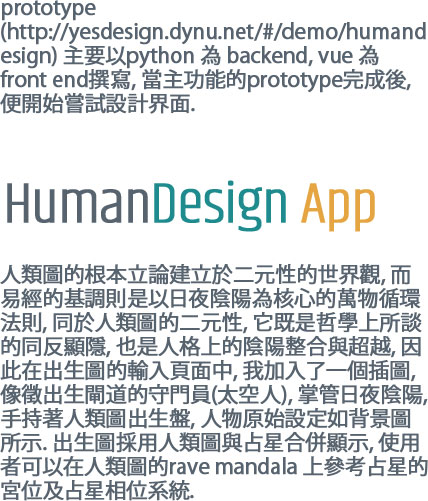 prototype
(http://yesdesign.dynu.net/#/demo/humand
esign) 主要以python 為 backend, vue 為
front end撰寫, 當主功能的prototype完成後,
便開始嘗試設計界面.
HumanDesign App
人類圖的根本立論建立於二元性的世界觀, 而
易經的基調則是以日夜陰陽為核心的萬物循環
法則, 同於人類圖的二元性, 它既是哲學上所談
的同反顯隱, 也是人格上的陰陽整合與超越, 因
此在出生圖的輸入頁面中, 我加入了一個插圖,
像徵出生閘道的守門員(太空人), 掌管日夜陰陽,
手持著人類圖出生盤, 人物原始設定如背景圖
所示. 出生圖採用人類圖與占星合併顯示, 使用
者可以在人類圖的rave mandala 上參考占星的
宮位及占星相位系統.